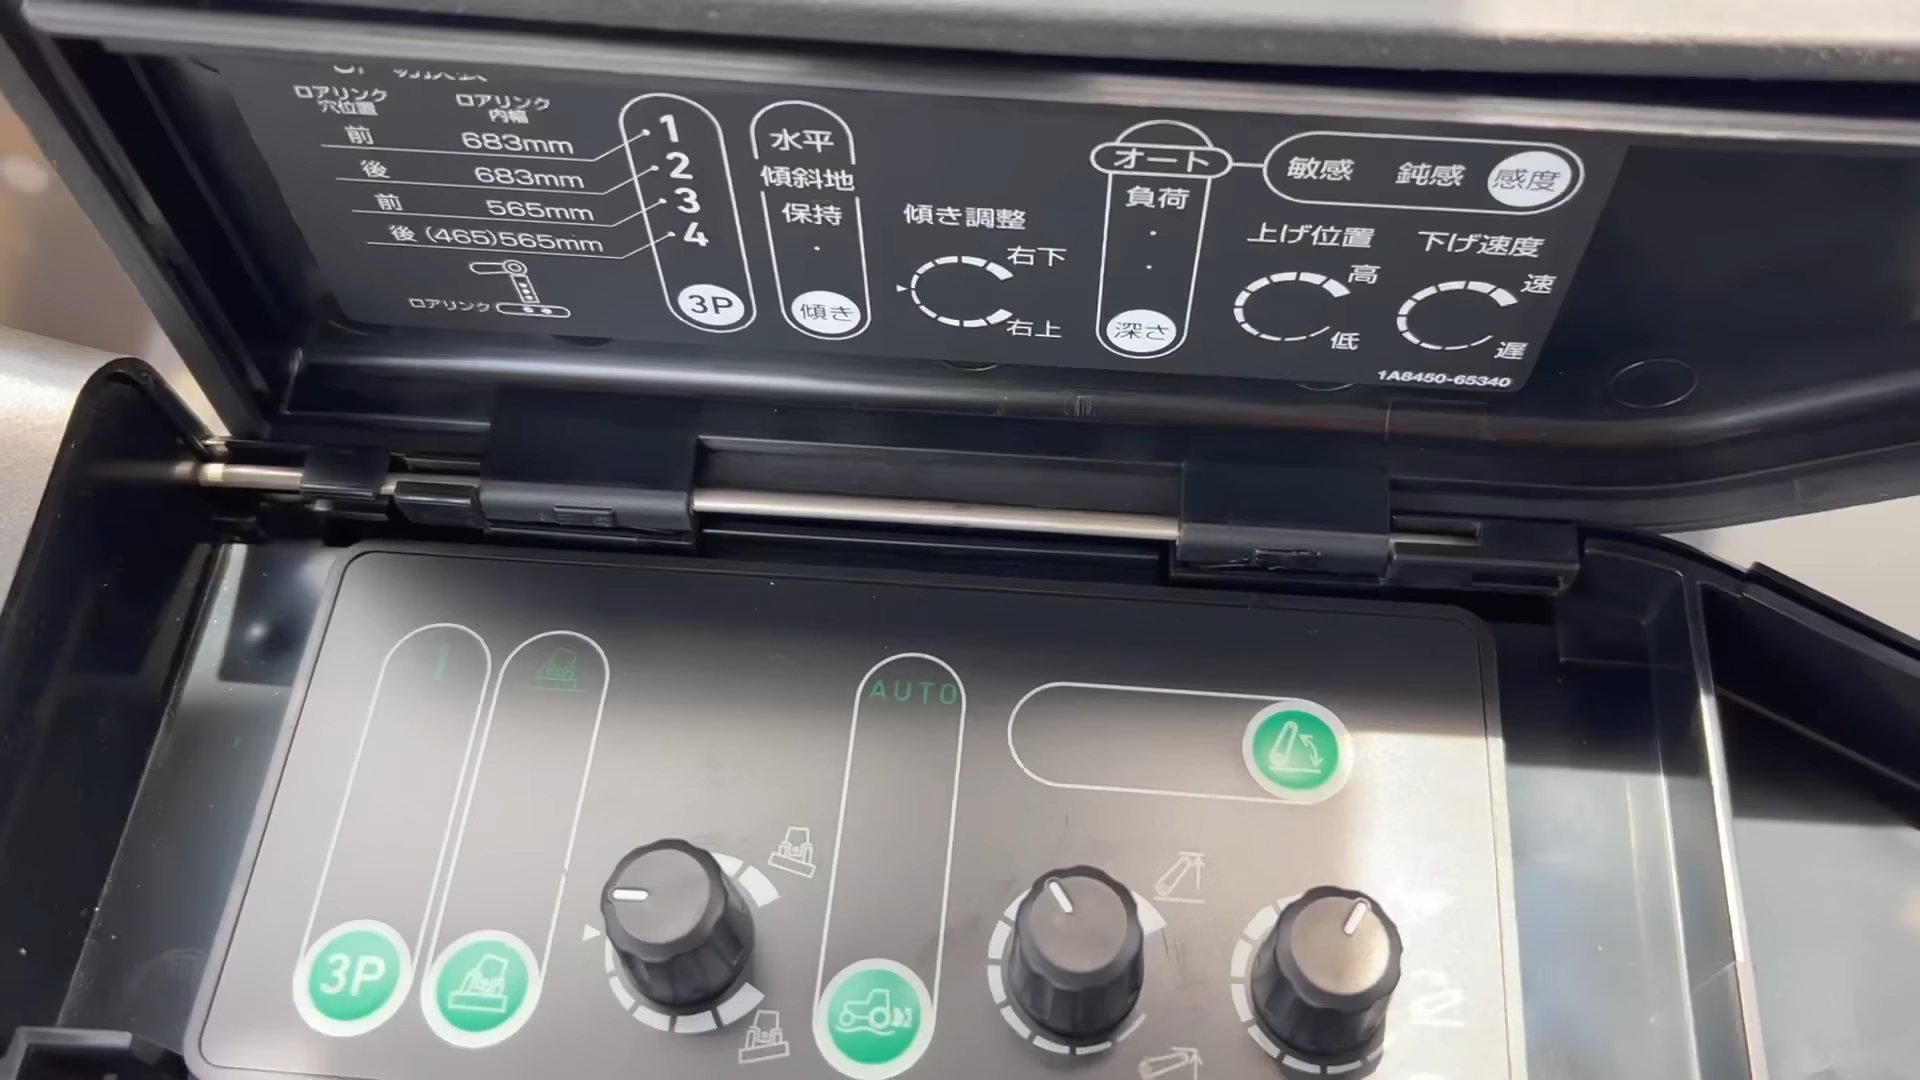 ロアリンク
穴位置
ロアリンク
内幅
前 683mm 1
後 683mm 2
前 565mm 3
後 (465)565mm 4
ロアリンク
3P
水平
傾斜地
保持
傾き
傾き調整
右下
右上
オート
負荷
深さ
敏感 鈍感 感度
上げ位置
高
低
下げ速度
速
遅
1A8450-65340
1
AUTO
3P